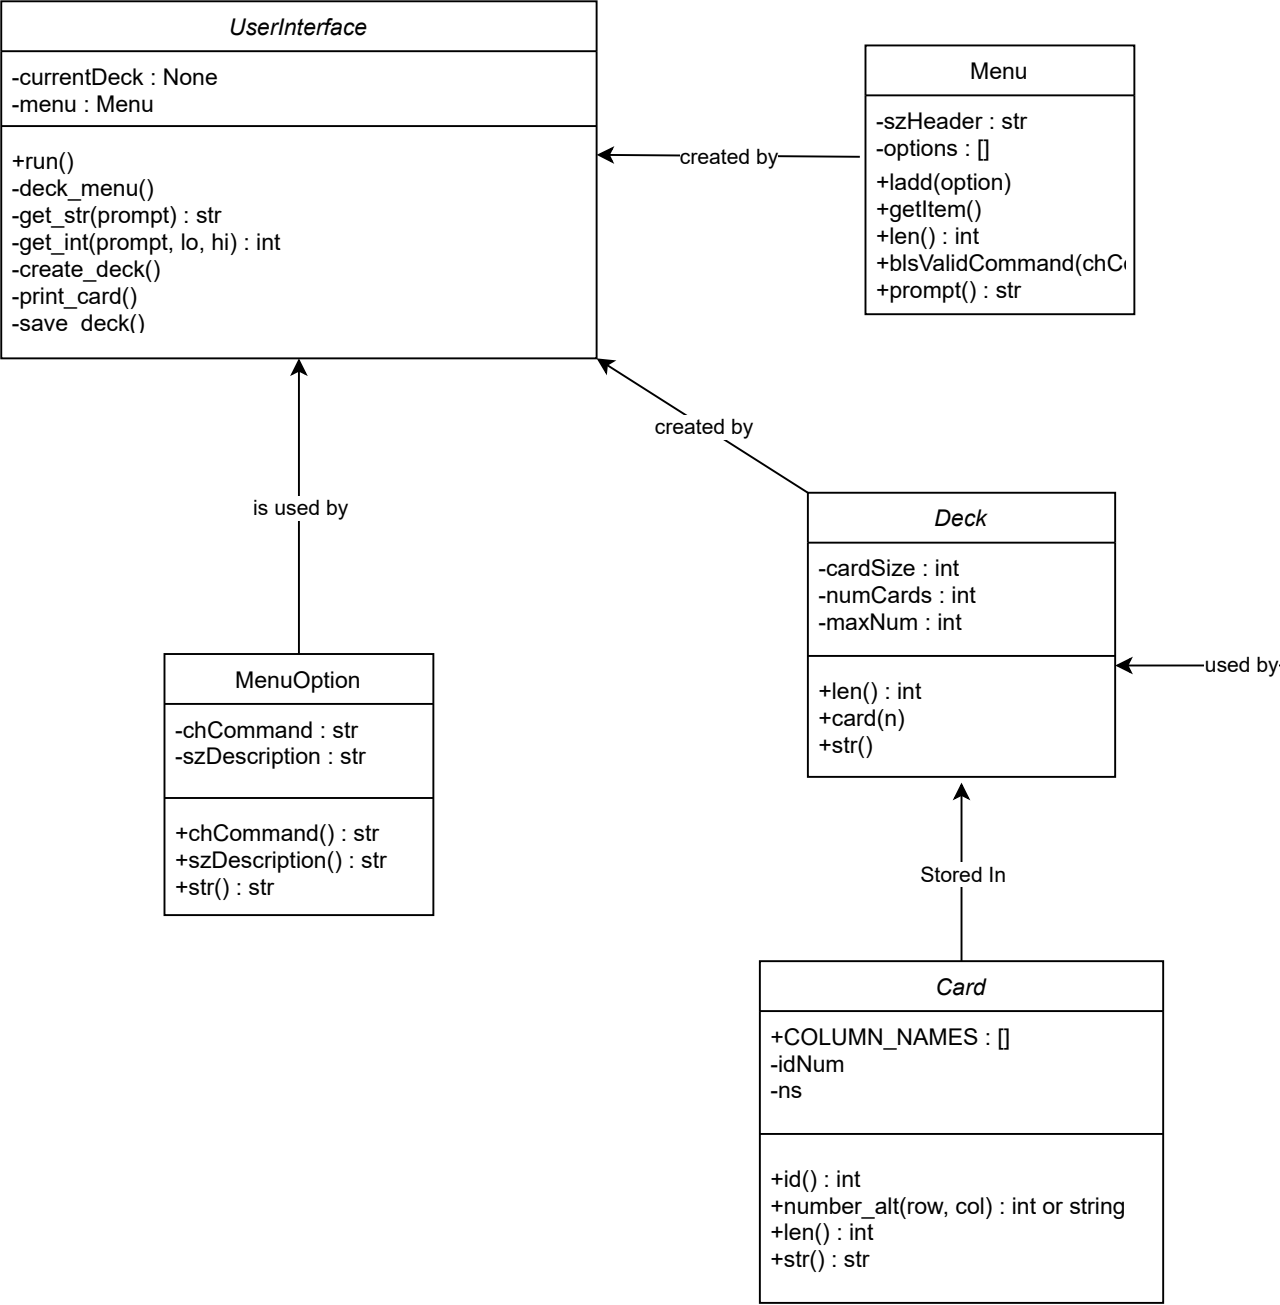 UserInterface
-currentDeck : None
-menu : Menu
+run()
-deck_menu()
-get_str(prompt) : str
-get_int(prompt, lo, hi) : int
-create_deck()
-print_card()
-save_deck()
created by
Menu
-szHeader : str
-options : []
+ladd(option)
+getItem()
+len() : int
+blsValidCommand(chC
+prompt() : str
created by
is used by
Deck
-cardSize : int
-numCards : int
-maxNum : int
+len() : int
+card(n)
+str()
used by
MenuOption
-chCommand : str
-szDescription : str
+chCommand() : str
+szDescription() : str
+str() : str
Stored In
Card
+COLUMN_NAMES : []
-idNum
-ns
+id() : int
+number_alt(row, col) : int or string
+len() : int
+str() : str